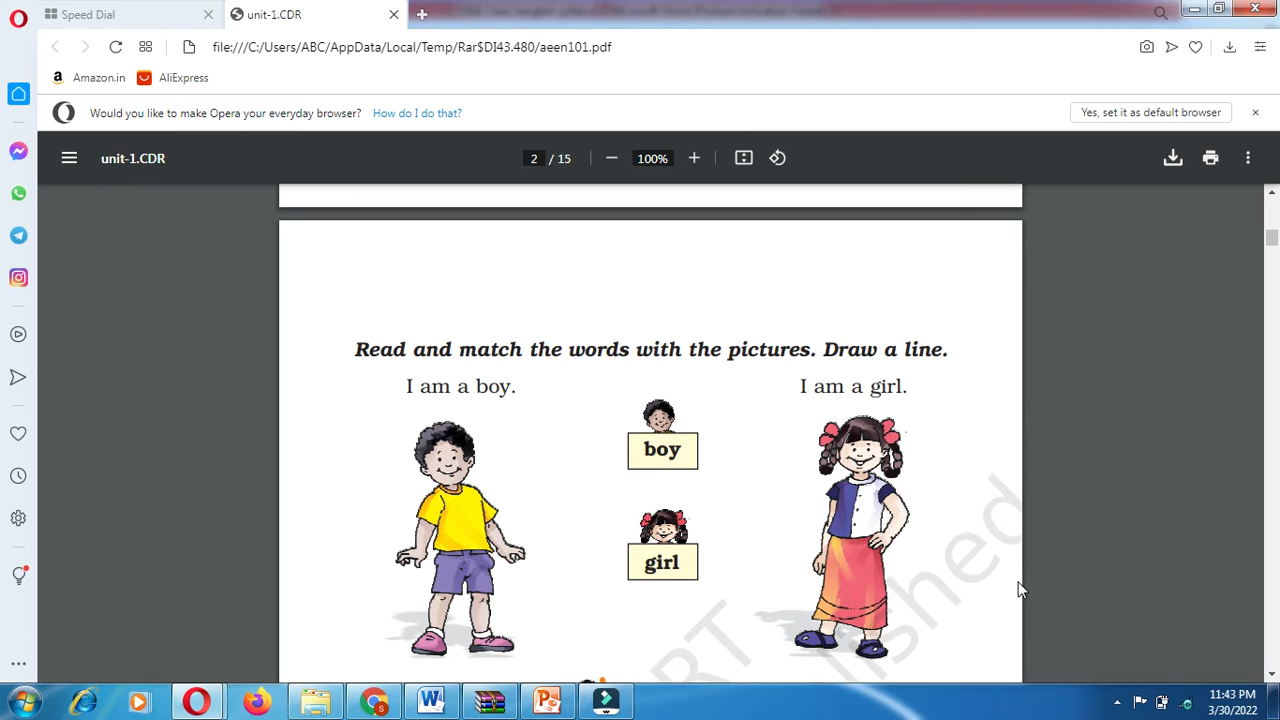 Speed Dial
unit-1.CDR
file:///C:/Users/ABC/AppData/Local/Temp/Rar$DI43.480/aeen101.pdf
Amazon.in
AliExpress
Would you like to make Opera your everyday browser? How do I do that?
Yes, set it as default browser
unit-1.CDR
2 / 15
100%
Read and match the words with the pictures. Draw a line.
I am a boy.
I am a girl.
boy
girl
11:43 PM
3/30/2022